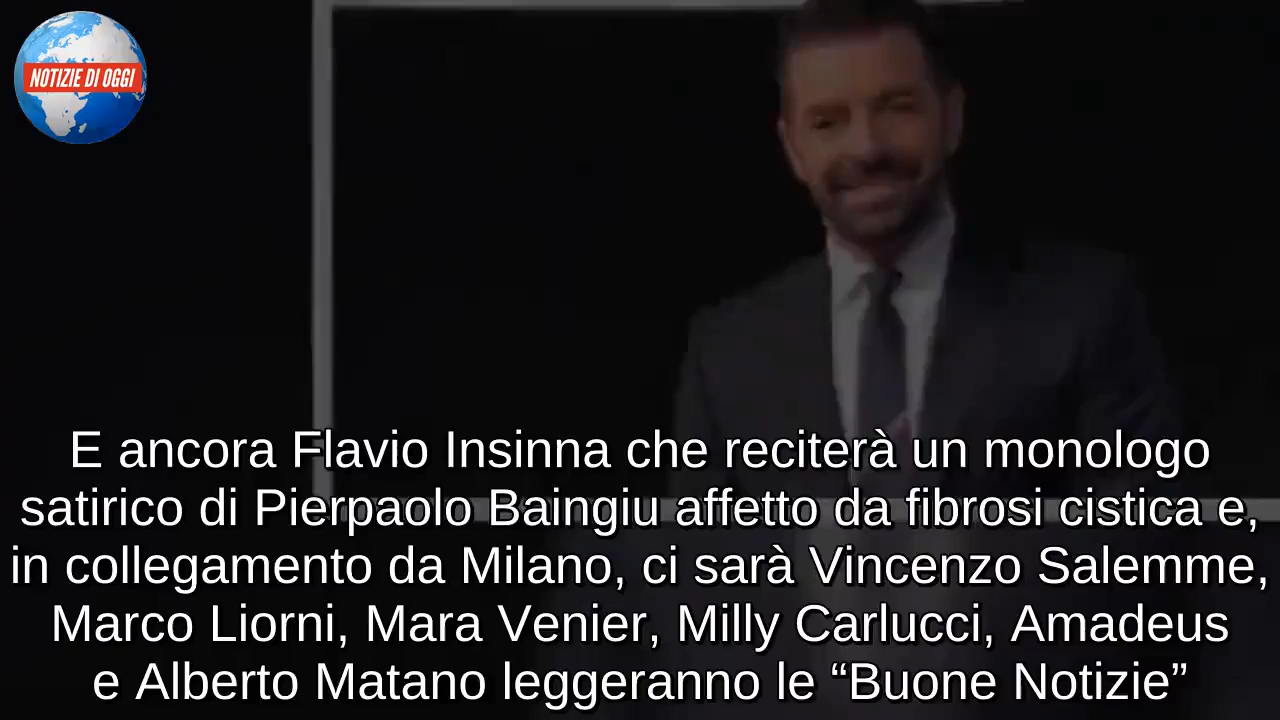 NOTIZIE DI OGGI
E ancora Flavio Insinna che reciterà un monologo
satirico di Pierpaolo Baingiu affetto da fibrosi cistica e,
in collegamento da Milano, ci sarà Vincenzo Salemme,
Marco Liorni, Mara Venier, Milly Carlucci, Amadeus
e Alberto Matano leggeranno le “Buone Notizie”